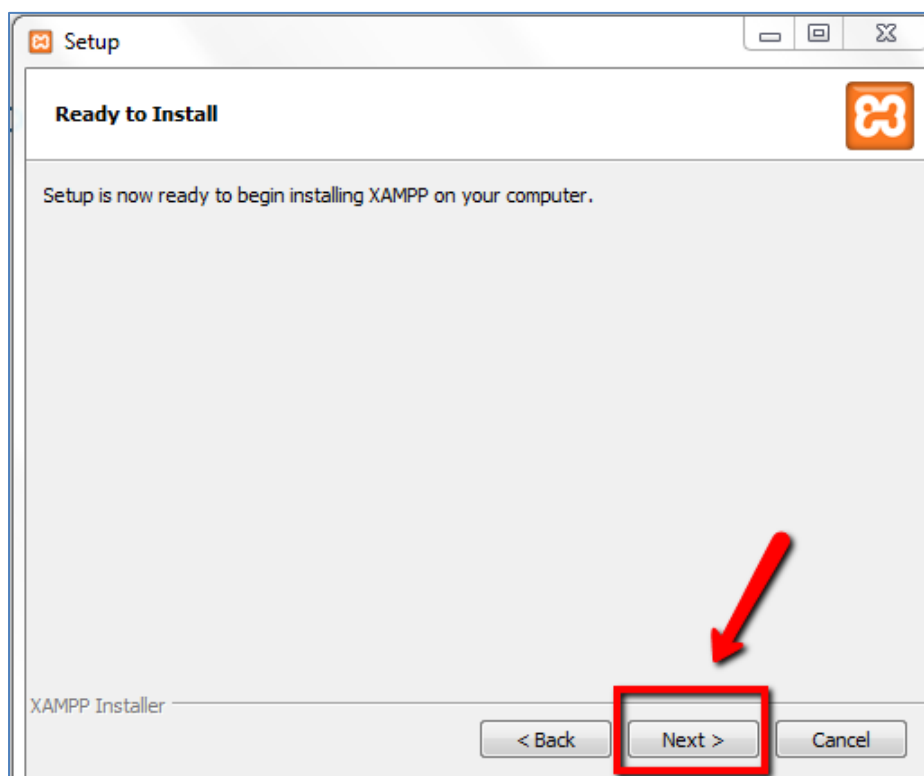 Setup
Ready to Install
Setup is now ready to begin installing XAMPP on your computer.
XAMPP Installer
< Back Next > Cancel